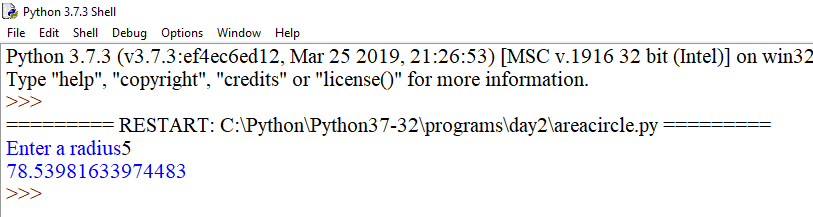 Python 3.7.3 Shell
File Edit Shell Debug Options Window Help
Python 3.7.3 (v3.7.3:ef4ec6ed12, Mar 25 2019, 21:26:53) [MSC v.1916 32 bit (Intel)] on win32
Type "help", "copyright", "credits" or "license()" for more information.
>>>
========= RESTART: C:\Python\Python37-32\programs\day2\areacircle.py =========
Enter a radius5
78.53981633974483
>>>